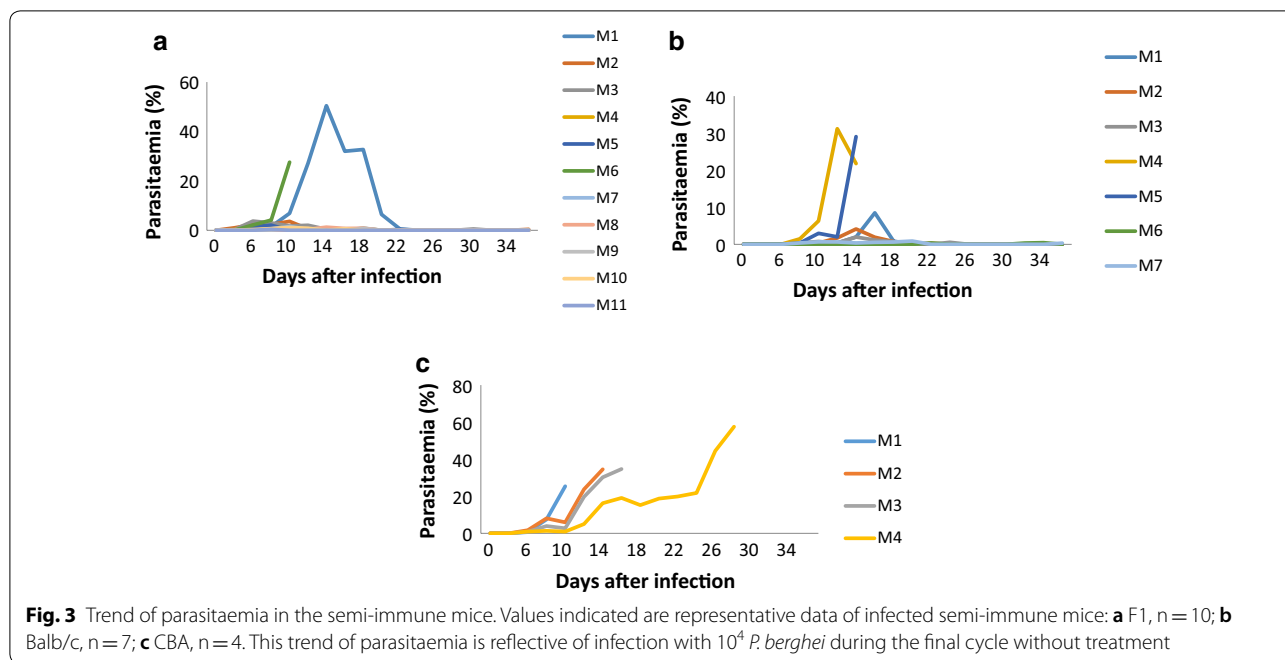 a
60
40
20
0
Parasitaemia (%)
0 6 10 14 18 22 26 30 34
Days after infection
M1
M2
M3
M4
M5
M6
M7
M8
M9
M10
M11
b
40
30
20
10
0
Parasitaemia (%)
0 6 10 14 18 22 26 30 34
Days after infection
M1
M2
M3
M4
M5
M6
M7
c
80
60
40
20
0
Parasitaemia (%)
0 6 10 14 18 22 26 30 34
Days after infection
M1
M2
M3
M4
Fig. 3 Trend of parasitaemia in the semi-immune mice. Values indicated are representative data of infected semi-immune mice: a F1, n = 10; b
Balb/c, n = 7; c CBA, n = 4. This trend of parasitaemia is reflective of infection with 10⁴ P. berghei during the final cycle without treatment